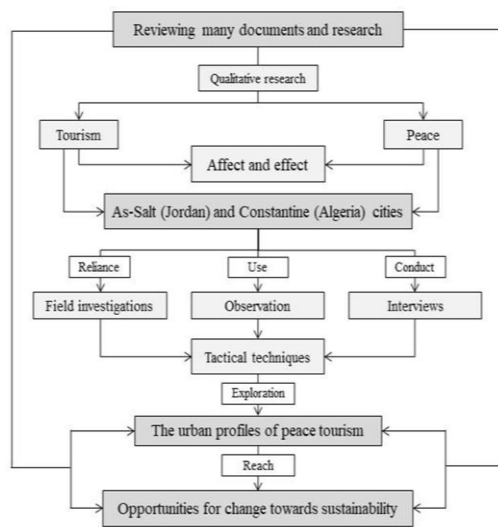 Reviewing many documents and research
Qualitative research
Tourism
Peace
Affect and effect
As-Salt (Jordan) and Constantine (Algeria) cities
Reliance
Use
Conduct
Field investigations
Observation
Interviews
Tactical techniques
Exploration
The urban profiles of peace tourism
Reach
Opportunities for change towards sustainability